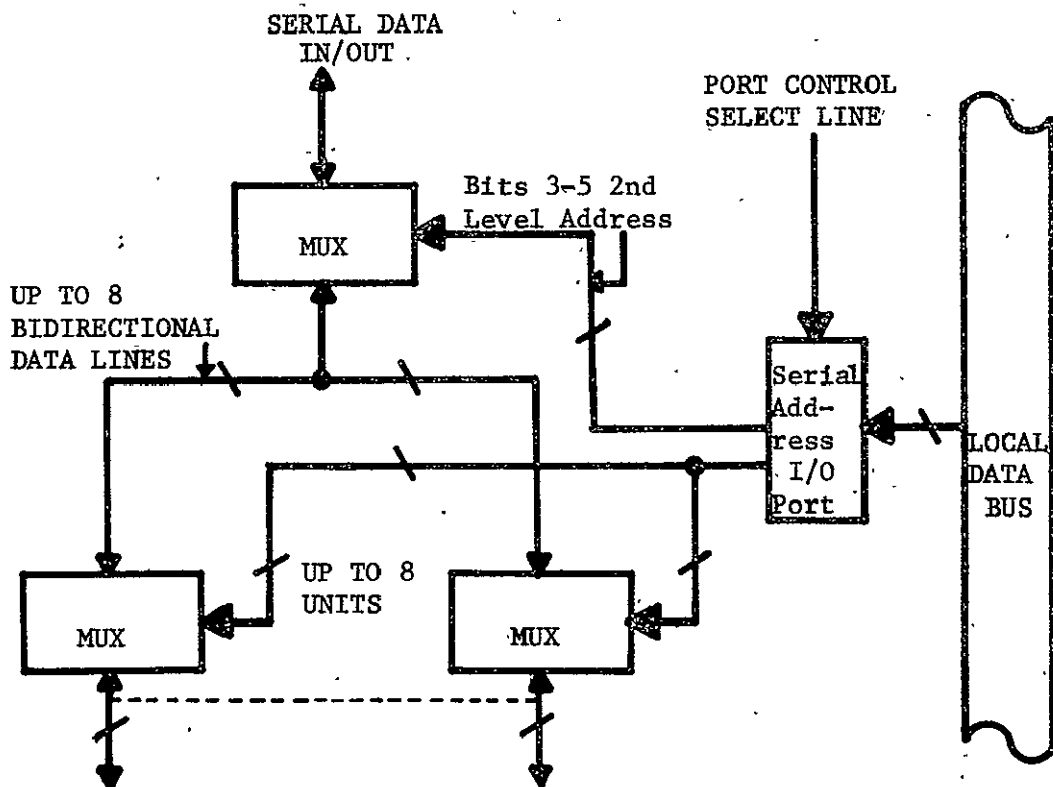 SERIAL DATA
IN/OUT
PORT CONTROL
SELECT LINE
Bits 3-5 2nd
Level Address
MUX
UP TO 8
BIDIRECTIONAL
DATA LINES
Serial
Add-
ress
I/O
Port
LOCAL
DATA
BUS
UP TO 8
UNITS
MUX
MUX